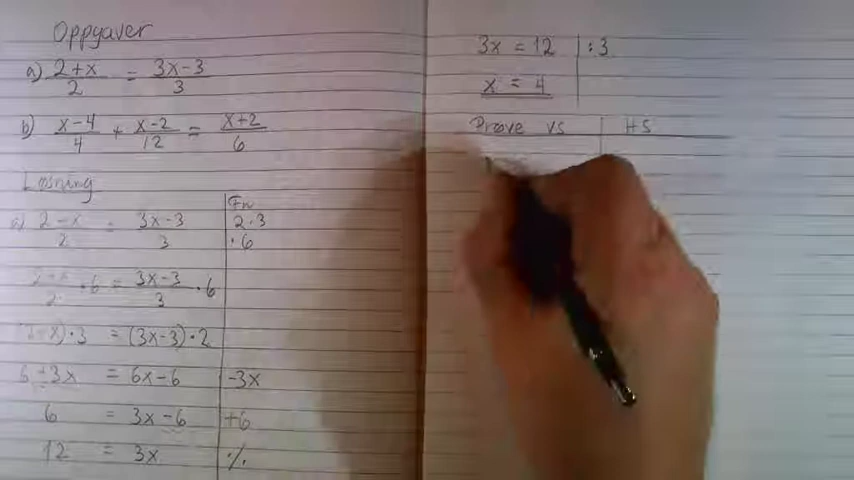 Oppgaver
a) 2+x/2 = 3x-3/3
b) x-4/4 + x-2/12 = x+2/6
Løsning
a) 2-x/2 = 3x-3/3 | Fn 2·3 ·6
2+x/2 ·6 = 3x-3/3 ·6
(2+x)·3 = (3x-3)·2
6+3x = 6x-6 | -3x
6 = 3x-6 | +6
12 = 3x | ./.
3x = 12 | :3
x = 4
Prøve VS | HS